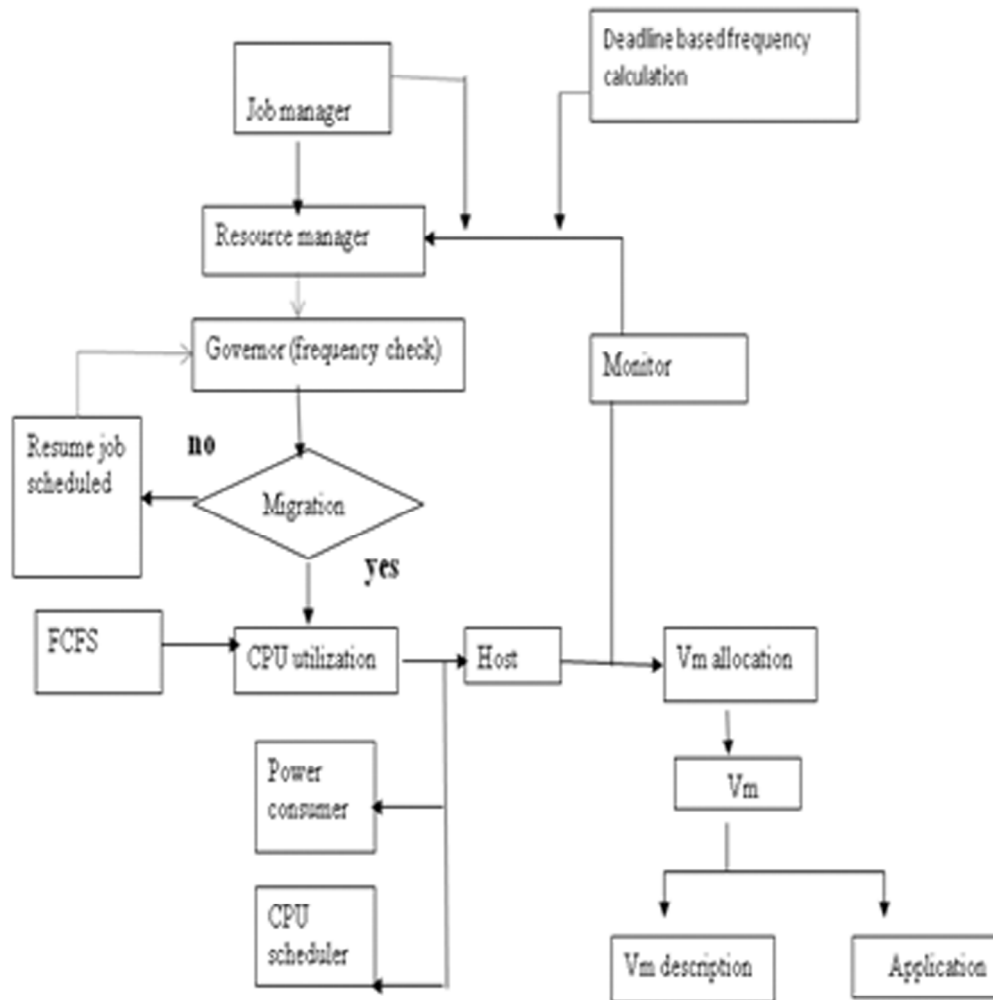 Deadline based frequency
calculation
Job manager
Resource manager
Governor (frequency check)
Monitor
Resume job
scheduled
no
Migration
yes
FCFS
CPU utilization
Host
Vm allocation
Power
consumer
Vm
CPU
scheduler
Vm description
Application